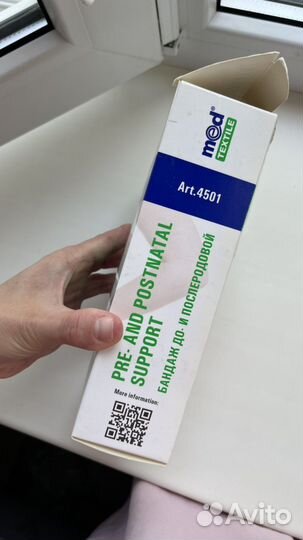 med®
TEXTILE
Art.4501
PRE- AND POSTNATAL
SUPPORT
БАНДАЖ ДО- И ПОСЛЕРОДОВОЙ
More information:
Avito